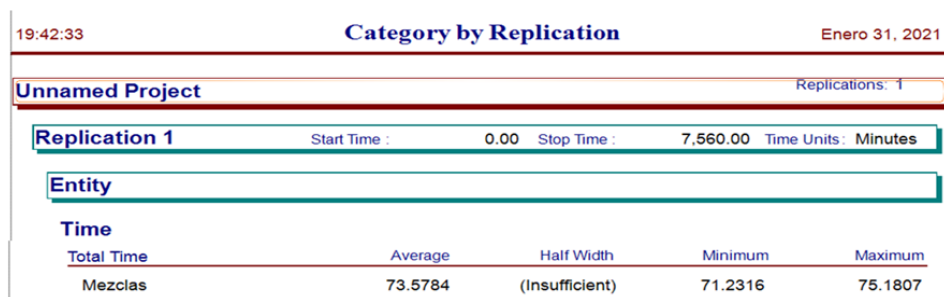 19:42:33 Category by Replication Enero 31, 2021
Unnamed Project Replications: 1
Replication 1 Start Time : 0.00 Stop Time : 7,560.00 Time Units: Minutes
Entity
Time
Total Time Average Half Width Minimum Maximum
Mezclas 73.5784 (Insufficient) 71.2316 75.1807